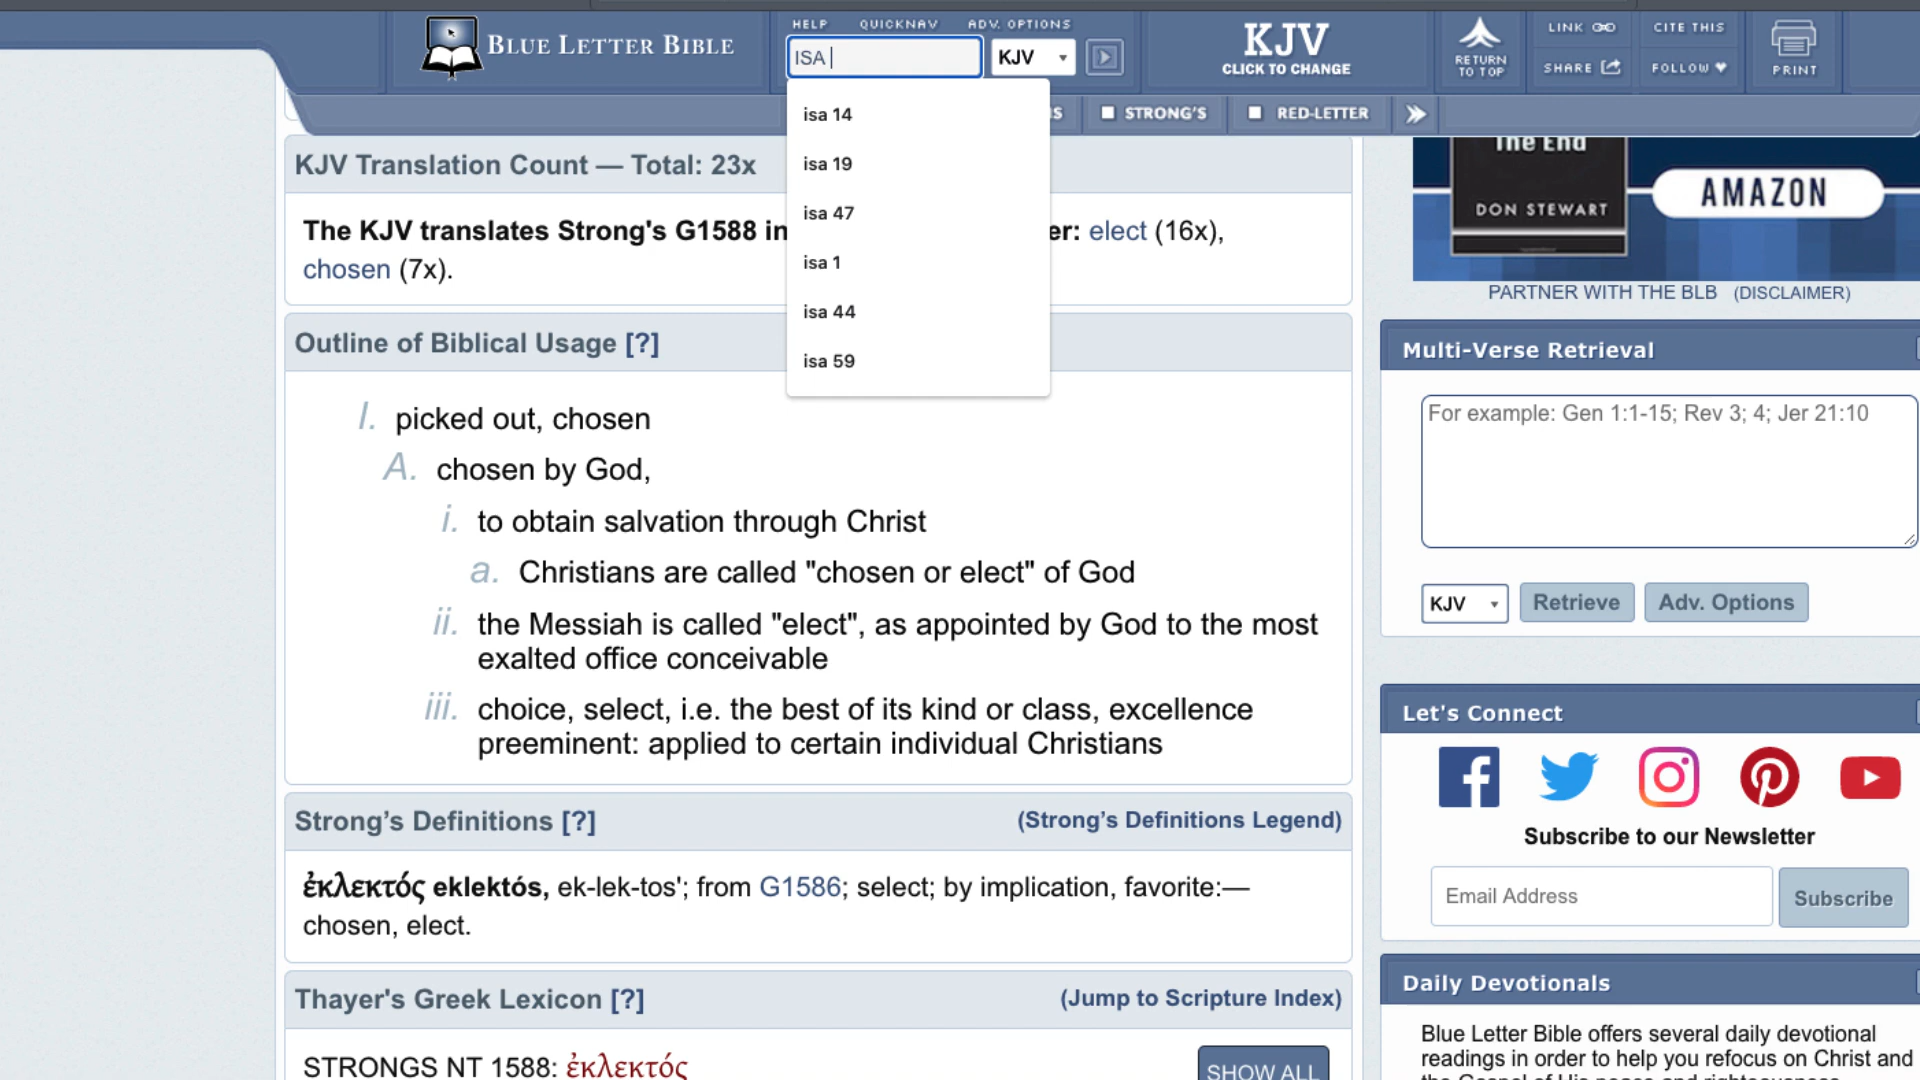 HELP QUICKNAV ADV. OPTIONS
BLUE LETTER BIBLE
ISA
KJV
KJV
CLICK TO CHANGE
RETURN
TO TOP
LINK
SHARE
CITE THIS
FOLLOW
PRINT
STRONG'S
RED-LETTER
isa 14
isa 19
isa 47
isa 1
isa 44
isa 59
KJV Translation Count — Total: 23x
The KJV translates Strong's G1588 in
er: elect (16x),
chosen (7x).
Outline of Biblical Usage [?]
I. picked out, chosen
A. chosen by God,
i. to obtain salvation through Christ
a. Christians are called "chosen or elect" of God
ii. the Messiah is called "elect", as appointed by God to the most
exalted office conceivable
iii. choice, select, i.e. the best of its kind or class, excellence
preeminent: applied to certain individual Christians
Strong's Definitions [?] (Strong's Definitions Legend)
ἐκλεκτός eklektós, ek-lek-tos'; from G1586; select; by implication, favorite:—
chosen, elect.
Thayer's Greek Lexicon [?] (Jump to Scripture Index)
STRONGS NT 1588: ἐκλεκτός
SHOW ALL
The End
DON STEWART
AMAZON
PARTNER WITH THE BLB (DISCLAIMER)
Multi-Verse Retrieval
For example: Gen 1:1-15; Rev 3; 4; Jer 21:10
KJV Retrieve Adv. Options
Let's Connect
Subscribe to our Newsletter
Email Address Subscribe
Daily Devotionals
Blue Letter Bible offers several daily devotional
readings in order to help you refocus on Christ and